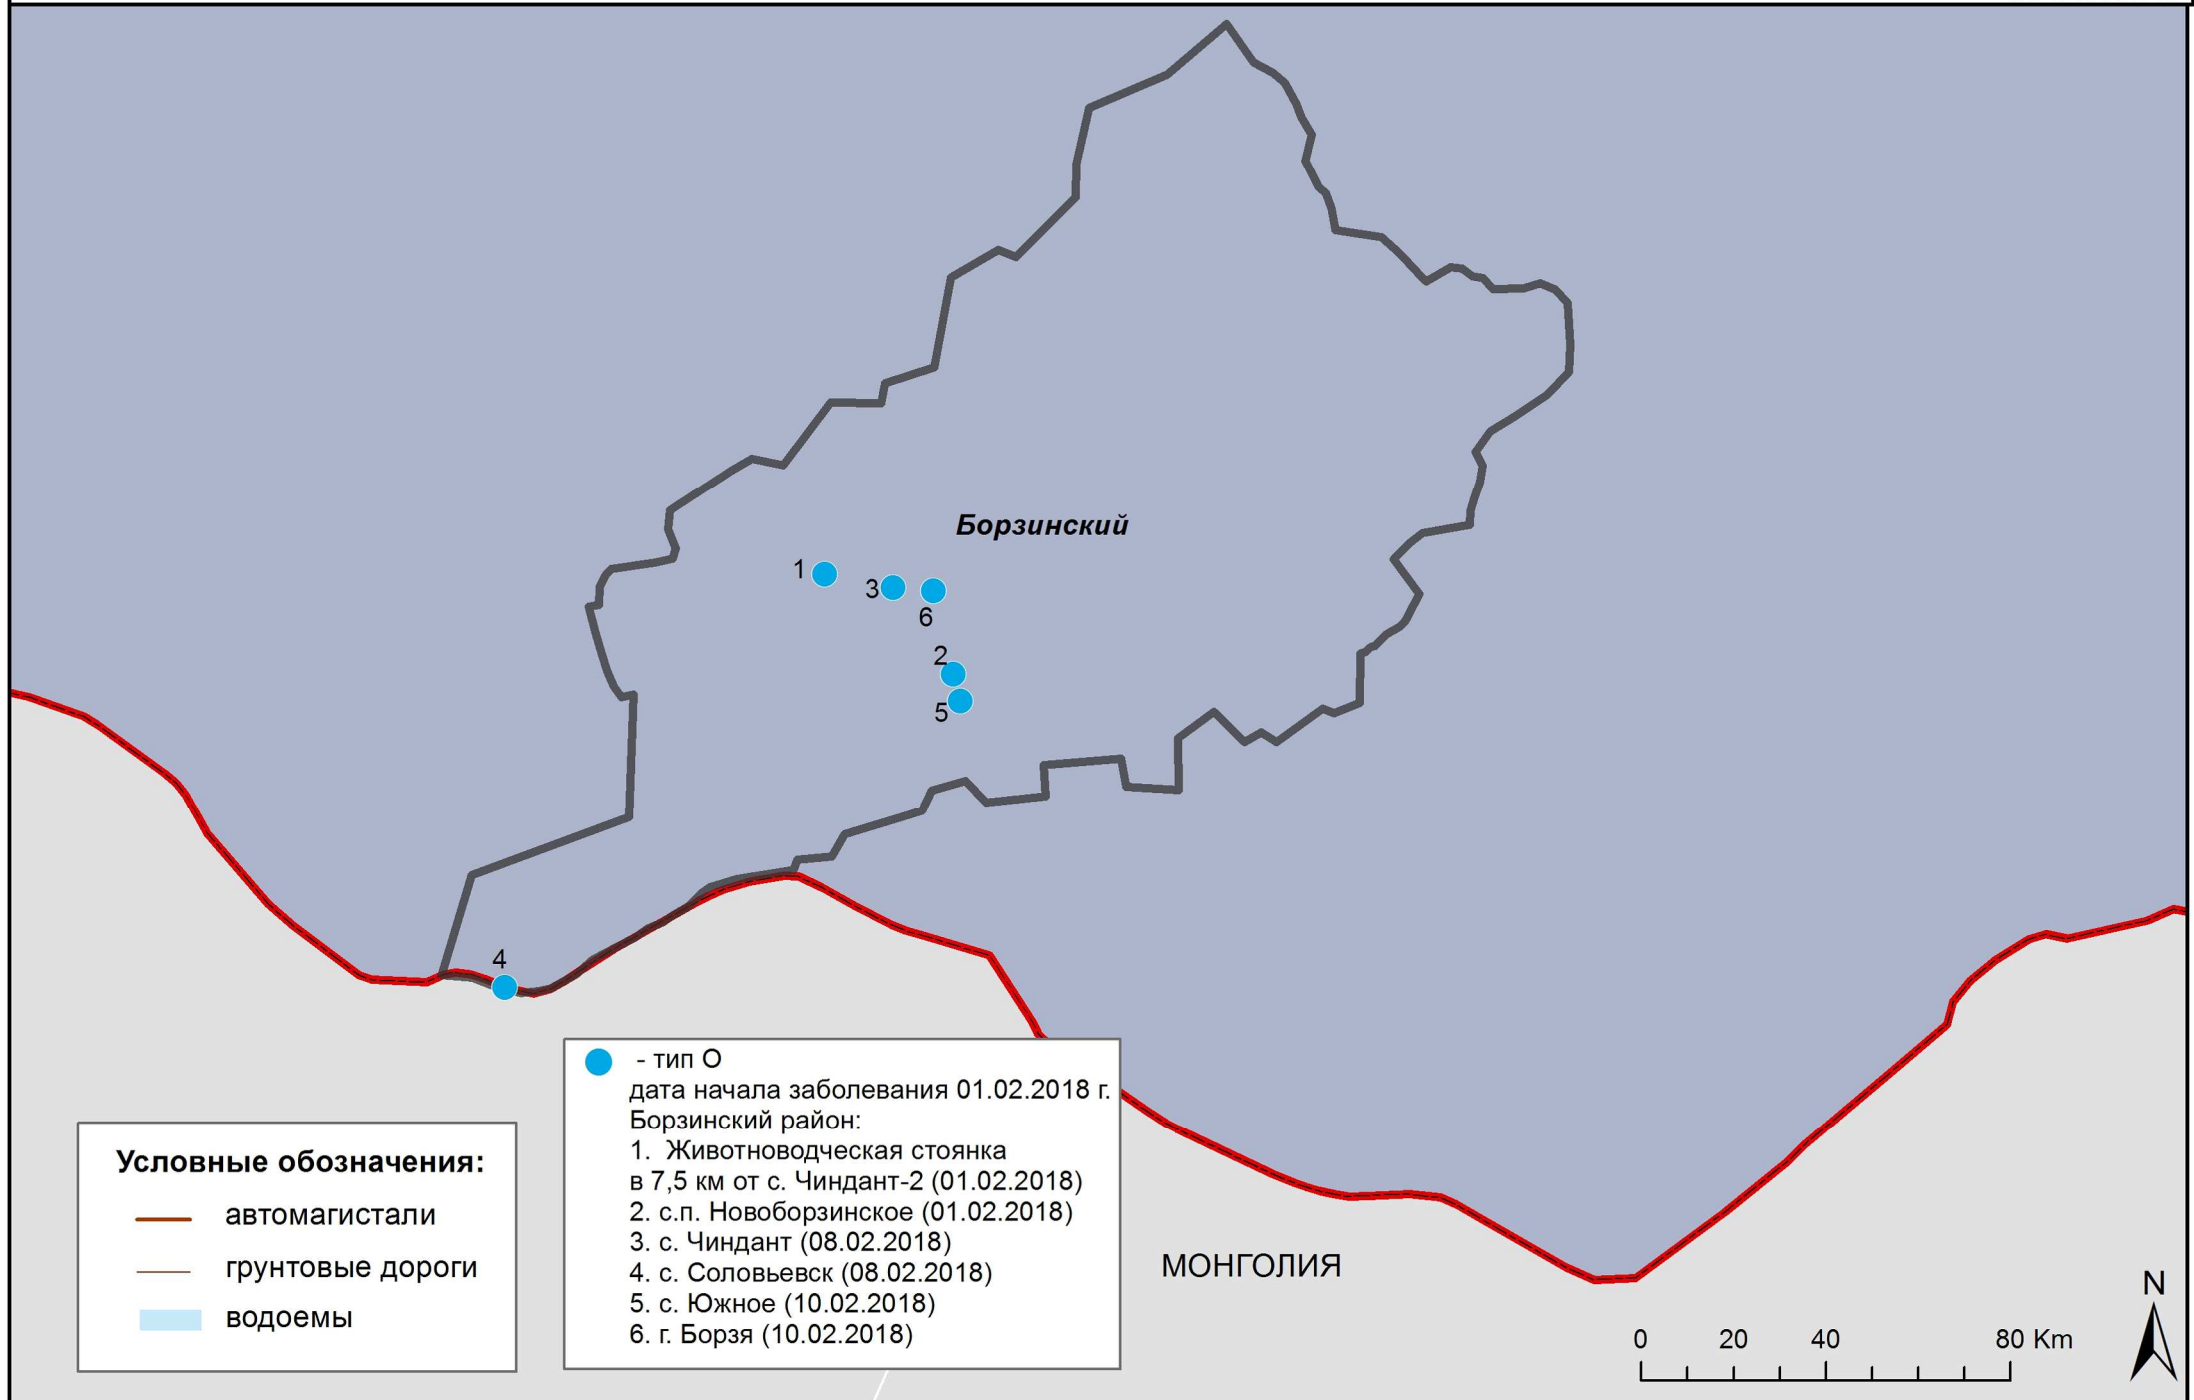 Борзинский
1
3
6
2
5
4
- тип О
дата начала заболевания 01.02.2018 г.
Борзинский район:
1. Животноводческая стоянка
в 7,5 км от с. Чиндант-2 (01.02.2018)
2. с.п. Новоборзинское (01.02.2018)
3. с. Чиндант (08.02.2018)
4. с. Соловьевск (08.02.2018)
5. с. Южное (10.02.2018)
6. г. Борзя (10.02.2018)
Условные обозначения:
автомагистали
грунтовые дороги
водоемы
МОНГОЛИЯ
N
0 20 40 80 Km